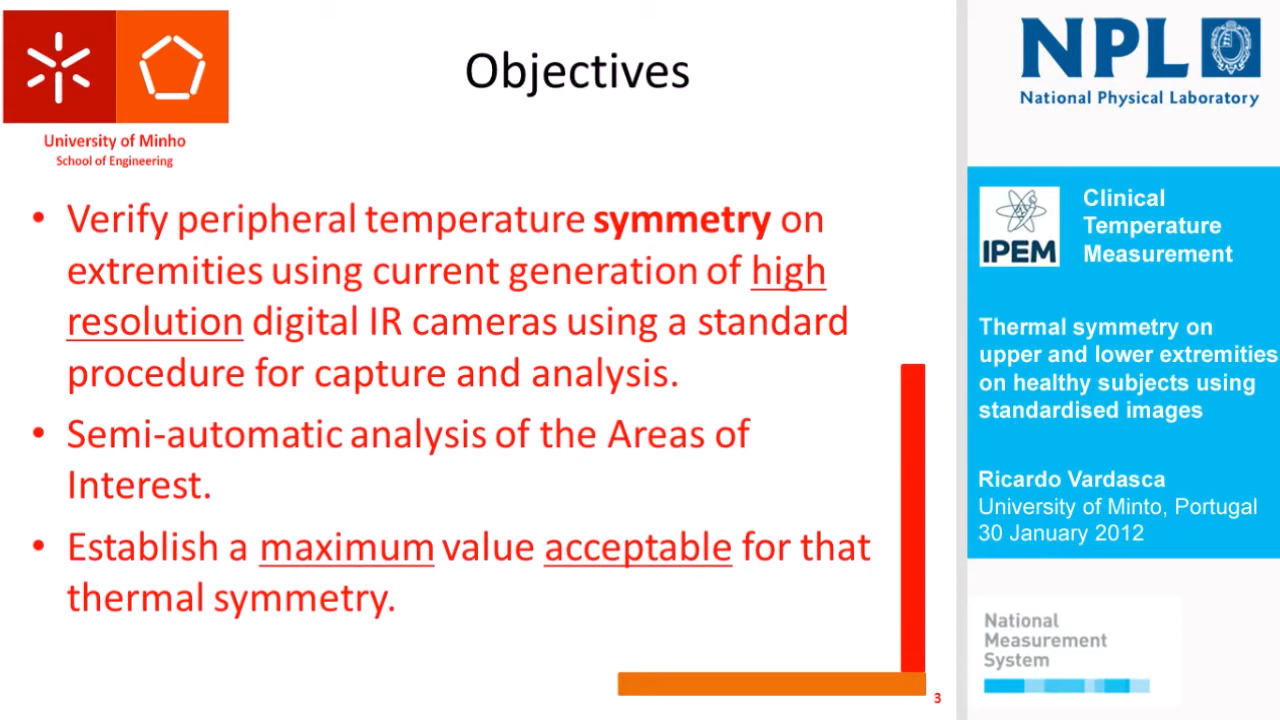 Objectives
University of Minho
School of Engineering
• Verify peripheral temperature symmetry on
extremities using current generation of high
resolution digital IR cameras using a standard
procedure for capture and analysis.
• Semi-automatic analysis of the Areas of
Interest.
• Establish a maximum value acceptable for that
thermal symmetry.
3
NPL
National Physical Laboratory
IPEM
Clinical
Temperature
Measurement
Thermal symmetry on
upper and lower extremities
on healthy subjects using
standardised images
Ricardo Vardasca
University of Minto, Portugal
30 January 2012
National
Measurement
System